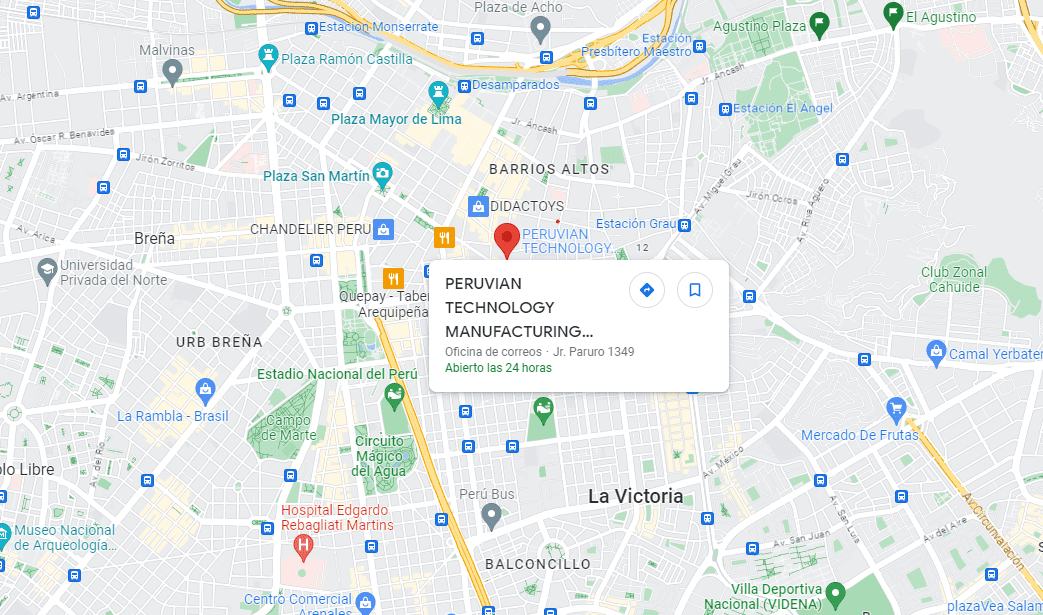 Plaza de Acho
Estación Monserrate
Agustino Plaza
El Agustino
Estación
Presbítero Maestro
Malvinas
Plaza Ramón Castilla
Jr. Ancash
Av. Argentina
Desamparados
Estación El Ángel
Plaza Mayor de Lima
Jr. Áncash
Av. Óscar R. Benavides
Jirón Zorritos
BARRIOS ALTOS
Plaza San Martín
Av. Miguel Grau
Jirón Ocros
Av. Riva Agüero
DIDACTOYS
Estación Grau
CHANDELIER PERU
PERUVIAN
TECHNOLOGY...
Av. Arica
Breña
12
Universidad
Privada del Norte
Club Zonal
Cahuide
PERUVIAN
TECHNOLOGY
MANUFACTURING...
Oficina de correos · Jr. Paruro 1349
Abierto las 24 horas
Quepay - Taber
Arequipeña
URB BREÑA
Camal Yerbater
Estadio Nacional del Perú
La Rambla - Brasil
Campo
de Marte
Mercado De Frutas
Circuito
Mágico
del Agua
Av. del Río
blo Libre
Av. México
Perú Bus
La Victoria
Av. Circunvalación
Hospital Edgardo
Rebagliati Martins
Av. San Luis
Av. del Aire
Museo Nacional
de Arqueología...
Av. San Juan
BALCONCILLO
Villa Deportiva
Nacional (VIDENA)
Centro Comercial
Arenales
plazaVea Salam